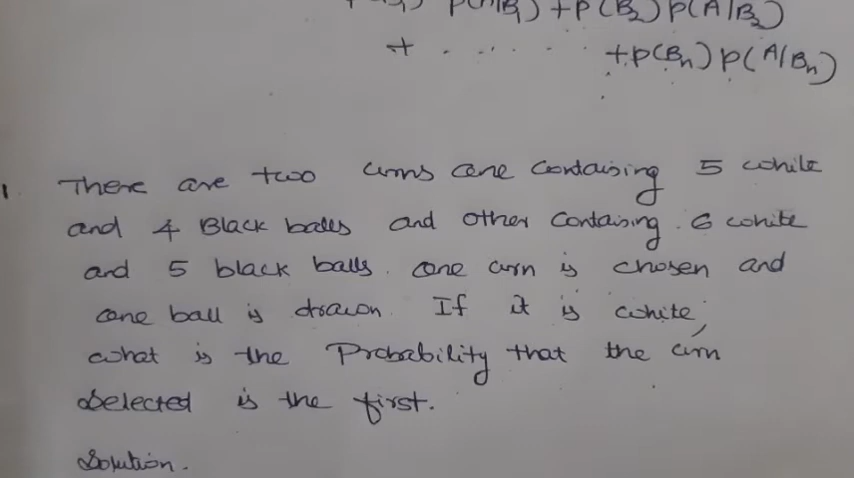 P(A|B₁) + P(B₂) P(A|B₂)
+ . . . . . . . + P(Bₙ) P(A|Bₙ)
1. There are two urns one containing 5 white
and 4 Black balls and other containing 6 white
and 5 black balls. one urn is chosen and
one ball is drawn. If it is white,
what is the Probability that the urn
Selected is the first.
Solution.